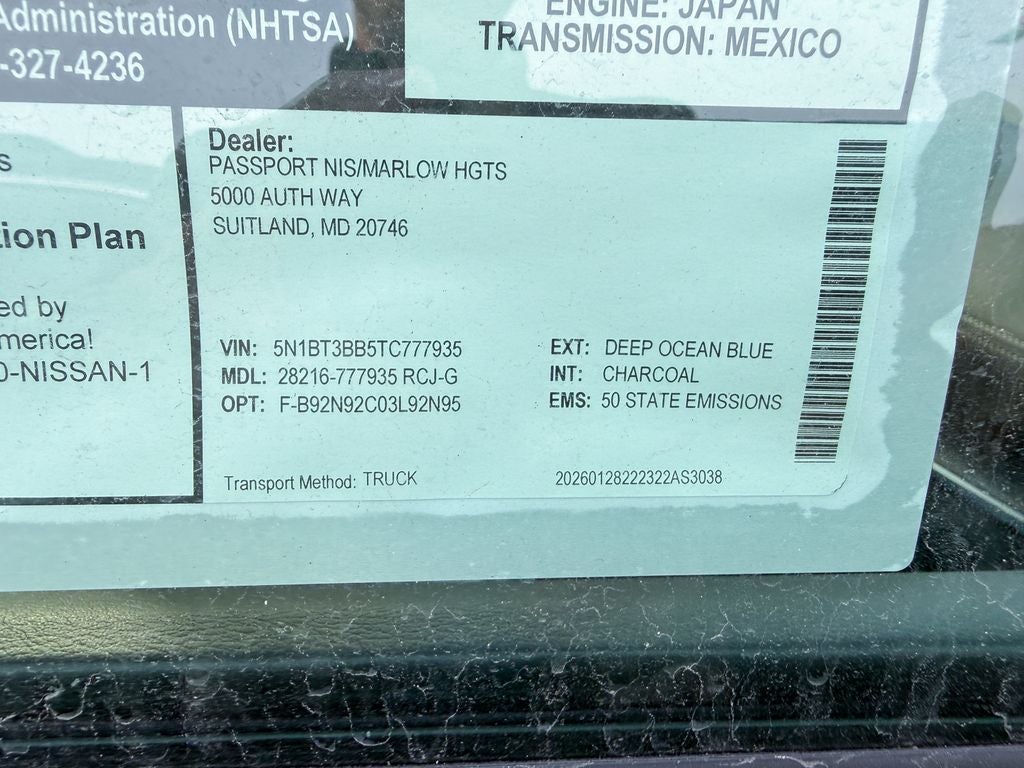 Administration (NHTSA)
-327-4236
ENGINE: JAPAN
TRANSMISSION: MEXICO
Dealer:
PASSPORT NIS/MARLOW HGTS
5000 AUTH WAY
SUITLAND, MD 20746
s
tion Plan
ed by
merica!
0-NISSAN-1
VIN: 5N1BT3BB5TC777935
MDL: 28216-777935 RCJ-G
OPT: F-B92N92C03L92N95
EXT: DEEP OCEAN BLUE
INT: CHARCOAL
EMS: 50 STATE EMISSIONS
Transport Method: TRUCK
20260128222322AS3038